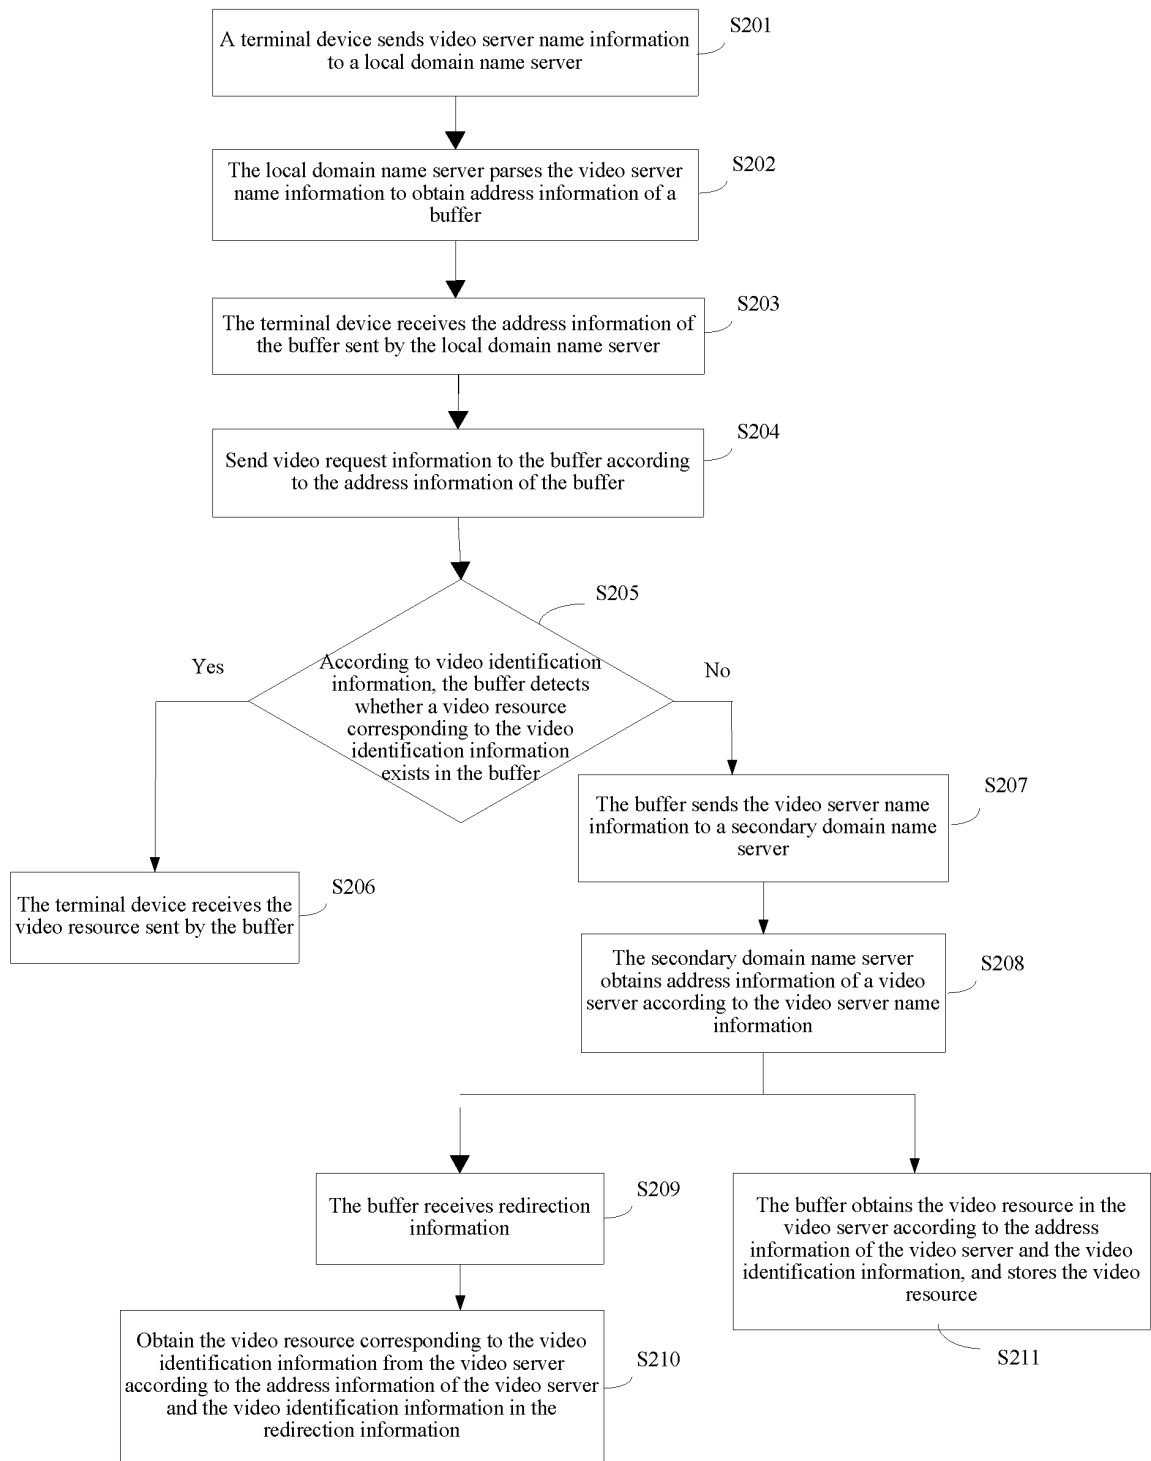 A terminal device sends video server name information
to a local domain name server
S201
The local domain name server parses the video server
name information to obtain address information of a
buffer
S202
The terminal device receives the address information of
the buffer sent by the local domain name server
S203
Send video request information to the buffer according
to the address information of the buffer
S204
S205
According to video identification
information, the buffer detects
whether a video resource
corresponding to the video
identification information
exists in the buffer
Yes
No
The terminal device receives the
video resource sent by the buffer
S206
The buffer sends the video server name
information to a secondary domain name
server
S207
The secondary domain name server
obtains address information of a video
server according to the video server name
information
S208
The buffer receives redirection
information
S209
Obtain the video resource corresponding to the video
identification information from the video server
according to the address information of the video server
and the video identification information in the
redirection information
S210
The buffer obtains the video resource in the
video server according to the address
information of the video server and the video
identification information, and stores the video
resource
S211